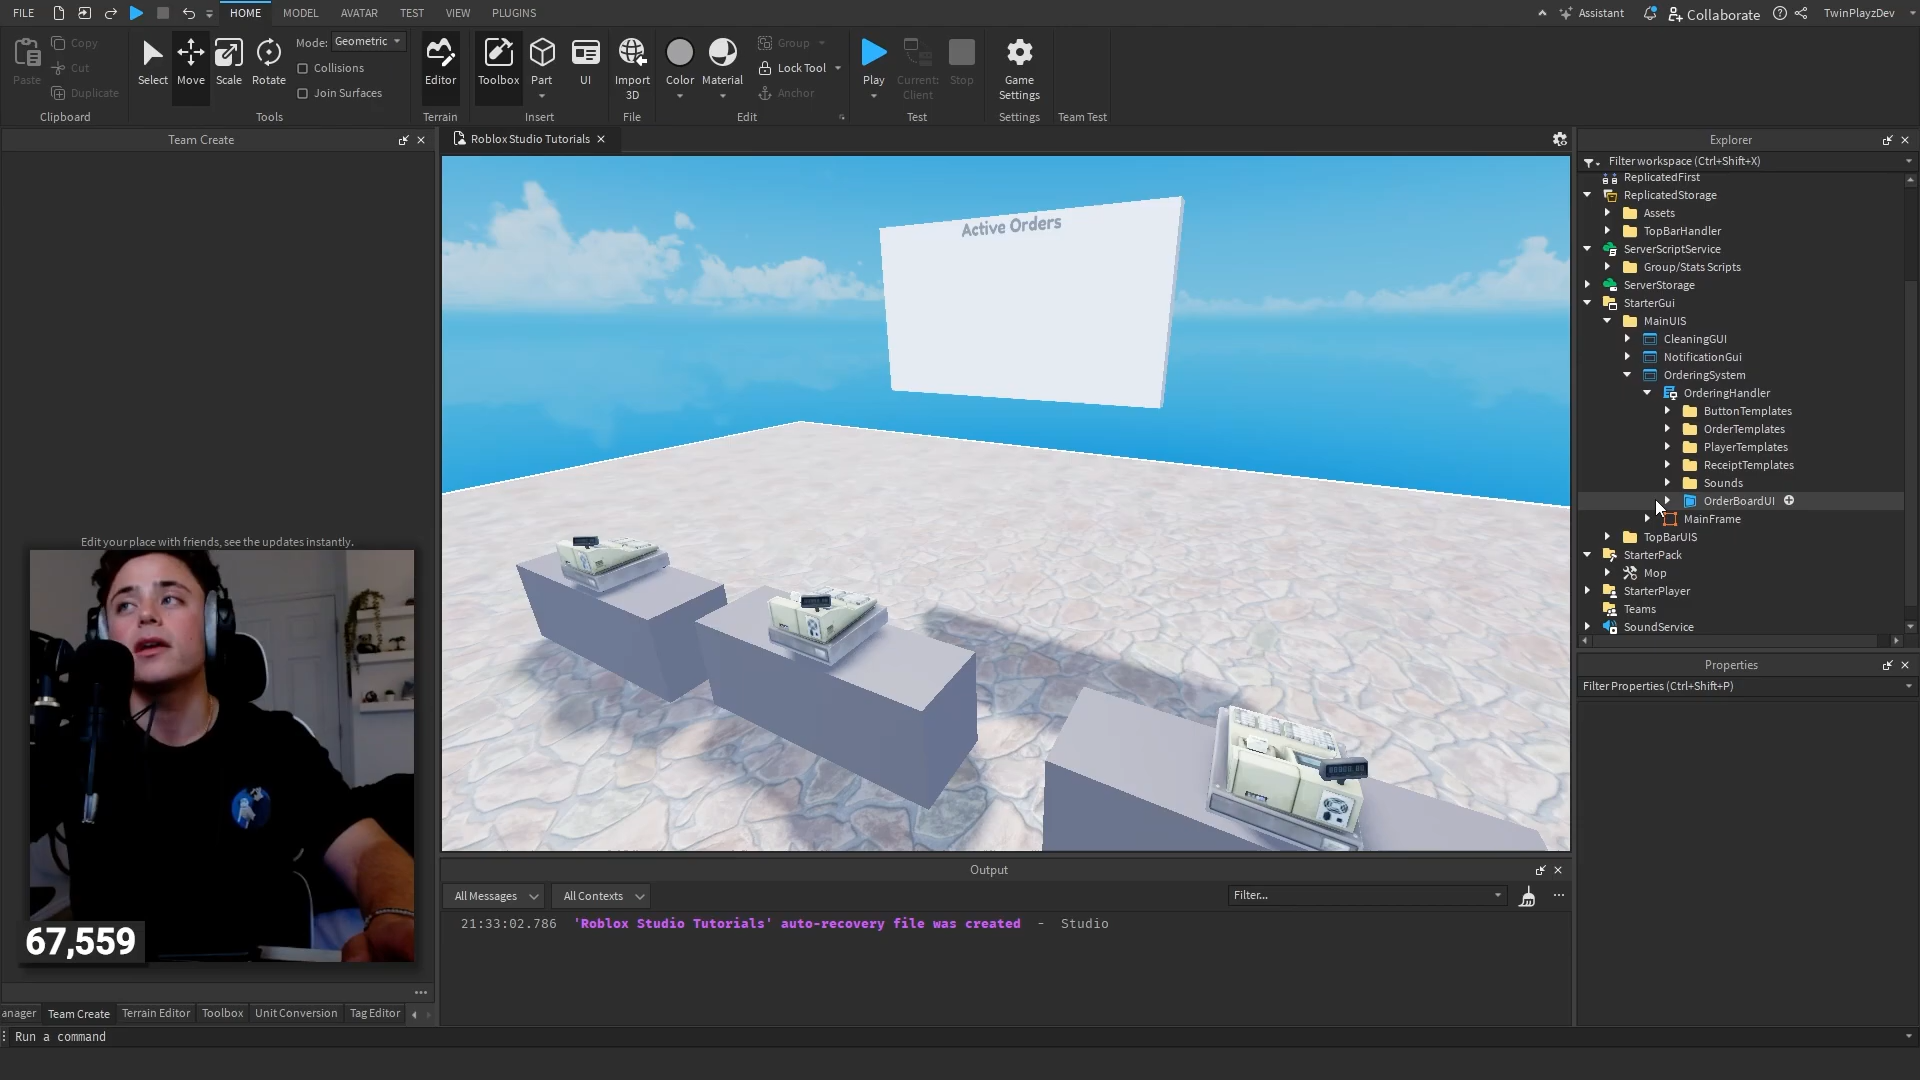 FILE
HOME
MODEL
AVATAR
TEST
VIEW
PLUGINS
Assistant
Collaborate
TwinPlayzDev
Paste
Copy
Cut
Duplicate
Clipboard
Select
Move
Scale
Rotate
Mode: Geometric
Collisions
Join Surfaces
Tools
Editor
Terrain
Toolbox
Part
UI
Insert
Import
3D
File
Color
Material
Group
Lock Tool
Anchor
Edit
Play
Current:
Client
Stop
Test
Game
Settings
Settings
Team Test
Team Create
Edit your place with friends, see the updates instantly.
67,559
anager
Team Create
Terrain Editor
Toolbox
Unit Conversion
Tag Editor
Run a command
Roblox Studio Tutorials
Active Orders
Output
All Messages
All Contexts
Filter...
21:33:02.786 'Roblox Studio Tutorials' auto-recovery file was created - Studio
Explorer
Filter workspace (Ctrl+Shift+X)
ReplicatedFirst
ReplicatedStorage
Assets
TopBarHandler
ServerScriptService
Group/Stats Scripts
ServerStorage
StarterGui
MainUIS
CleaningGUI
NotificationGui
OrderingSystem
OrderingHandler
ButtonTemplates
OrderTemplates
PlayerTemplates
ReceiptTemplates
Sounds
OrderBoardUI
MainFrame
TopBarUIS
StarterPack
Mop
StarterPlayer
Teams
SoundService
Properties
Filter Properties (Ctrl+Shift+P)